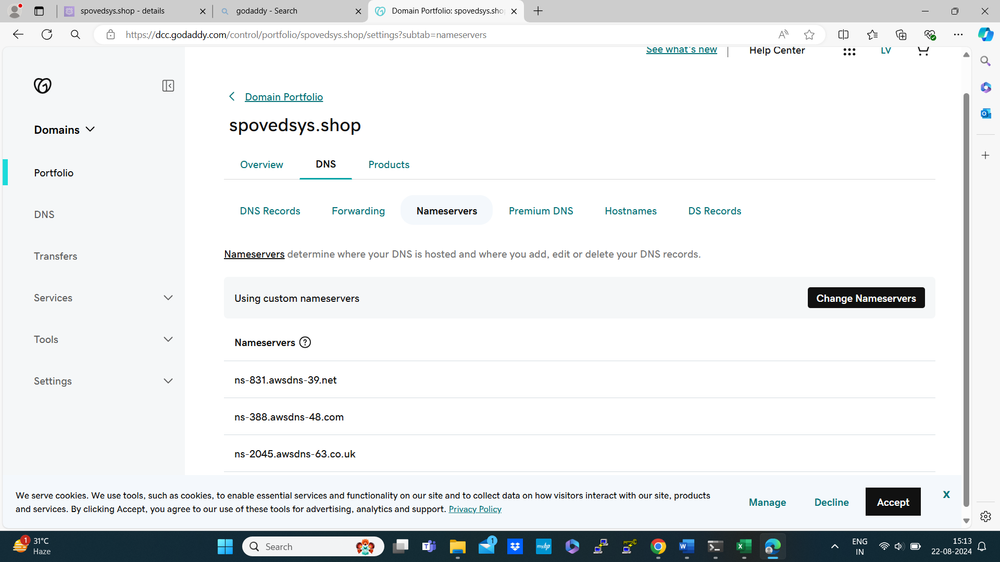 spovedsys.shop - details
godaddy - Search
Domain Portfolio: spovedsys.sho
https://dcc.godaddy.com/control/portfolio/spovedsys.shop/settings?subtab=nameservers
See what's new
Help Center
LV
Domain Portfolio
spovedsys.shop
Domains
Overview
DNS
Products
Portfolio
DNS
Transfers
Services
Tools
Settings
DNS Records
Forwarding
Nameservers
Premium DNS
Hostnames
DS Records
Nameservers determine where your DNS is hosted and where you add, edit or delete your DNS records.
Using custom nameservers
Change Nameservers
Nameservers ?
ns-831.awsdns-39.net
ns-388.awsdns-48.com
ns-2045.awsdns-63.co.uk
We serve cookies. We use tools, such as cookies, to enable essential services and functionality on our site and to collect data on how visitors interact with our site, products
and services. By clicking Accept, you agree to our use of these tools for advertising, analytics and support. Privacy Policy
Manage
Decline
Accept
X
1
31°C
Haze
Search
1
myhp
ENG
IN
15:13
22-08-2024